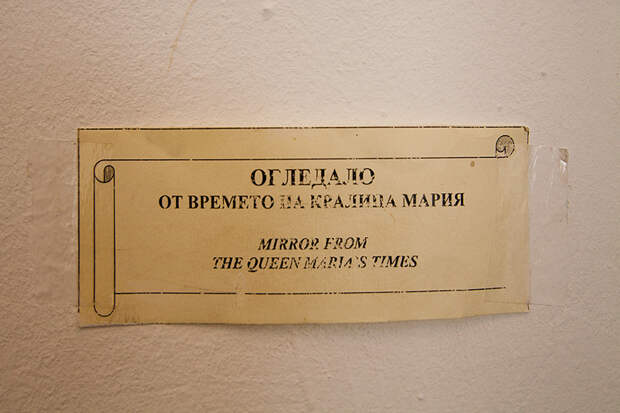 ОГЛЕДАЛО
ОТ ВРЕМЕТО НА КРАЛИЦА МАРИЯ
MIRROR FROM
THE QUEEN MARIA'S TIMES